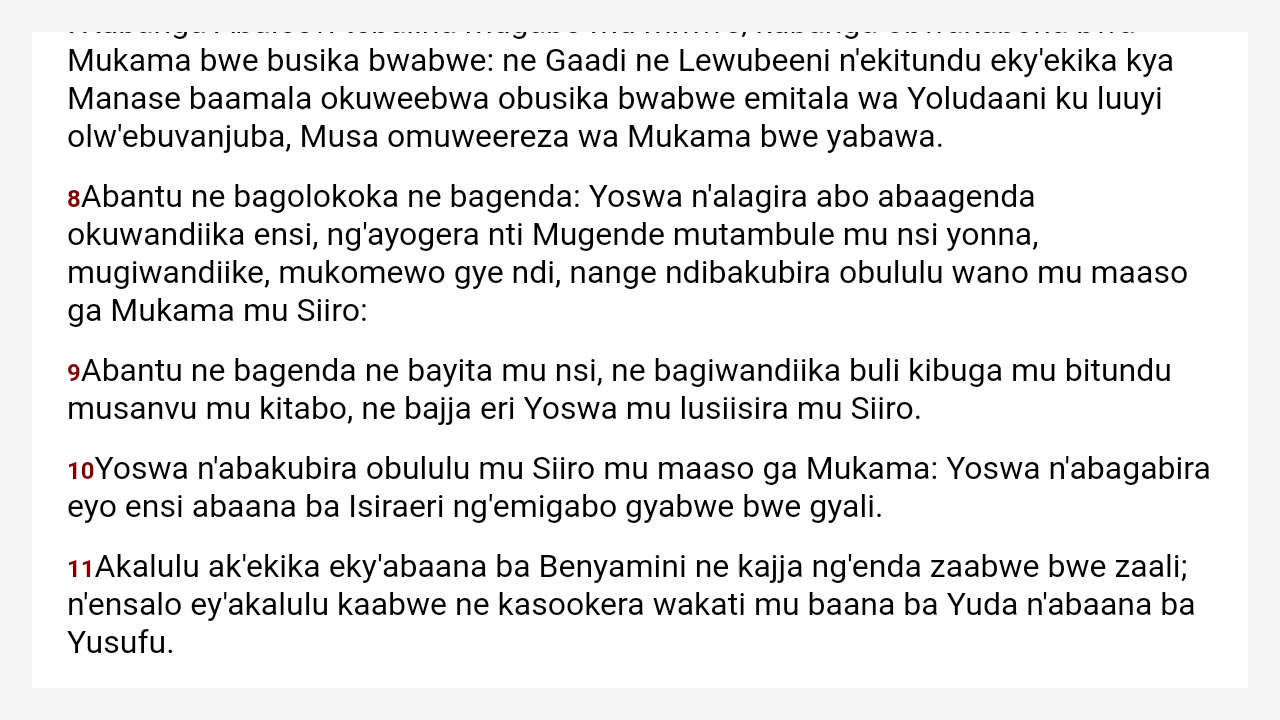 Mukama bwe busika bwabwe: ne Gaadi ne Lewubeeni n'ekitundu eky'ekika kya
Manase baamala okuweebwa obusika bwabwe emitala wa Yoludaani ku luuyi
olw'ebuvanjuba, Musa omuweereza wa Mukama bwe yabawa.
8Abantu ne bagolokoka ne bagenda: Yoswa n'alagira abo abaagenda
okuwandiika ensi, ng'ayogera nti Mugende mutambule mu nsi yonna,
mugiwandiike, mukomewo gye ndi, nange ndibakubira obululu wano mu maaso
ga Mukama mu Siiro:
9Abantu ne bagenda ne bayita mu nsi, ne bagiwandiika buli kibuga mu bitundu
musanvu mu kitabo, ne bajja eri Yoswa mu lusiisira mu Siiro.
10Yoswa n'abakubira obululu mu Siiro mu maaso ga Mukama: Yoswa n'abagabira
eyo ensi abaana ba Isiraeri ng'emigabo gyabwe bwe gyali.
11Akalulu ak'ekika eky'abaana ba Benyamini ne kajja ng'enda zaabwe bwe zaali;
n'ensalo ey'akalulu kaabwe ne kasookera wakati mu baana ba Yuda n'abaana ba
Yusufu.